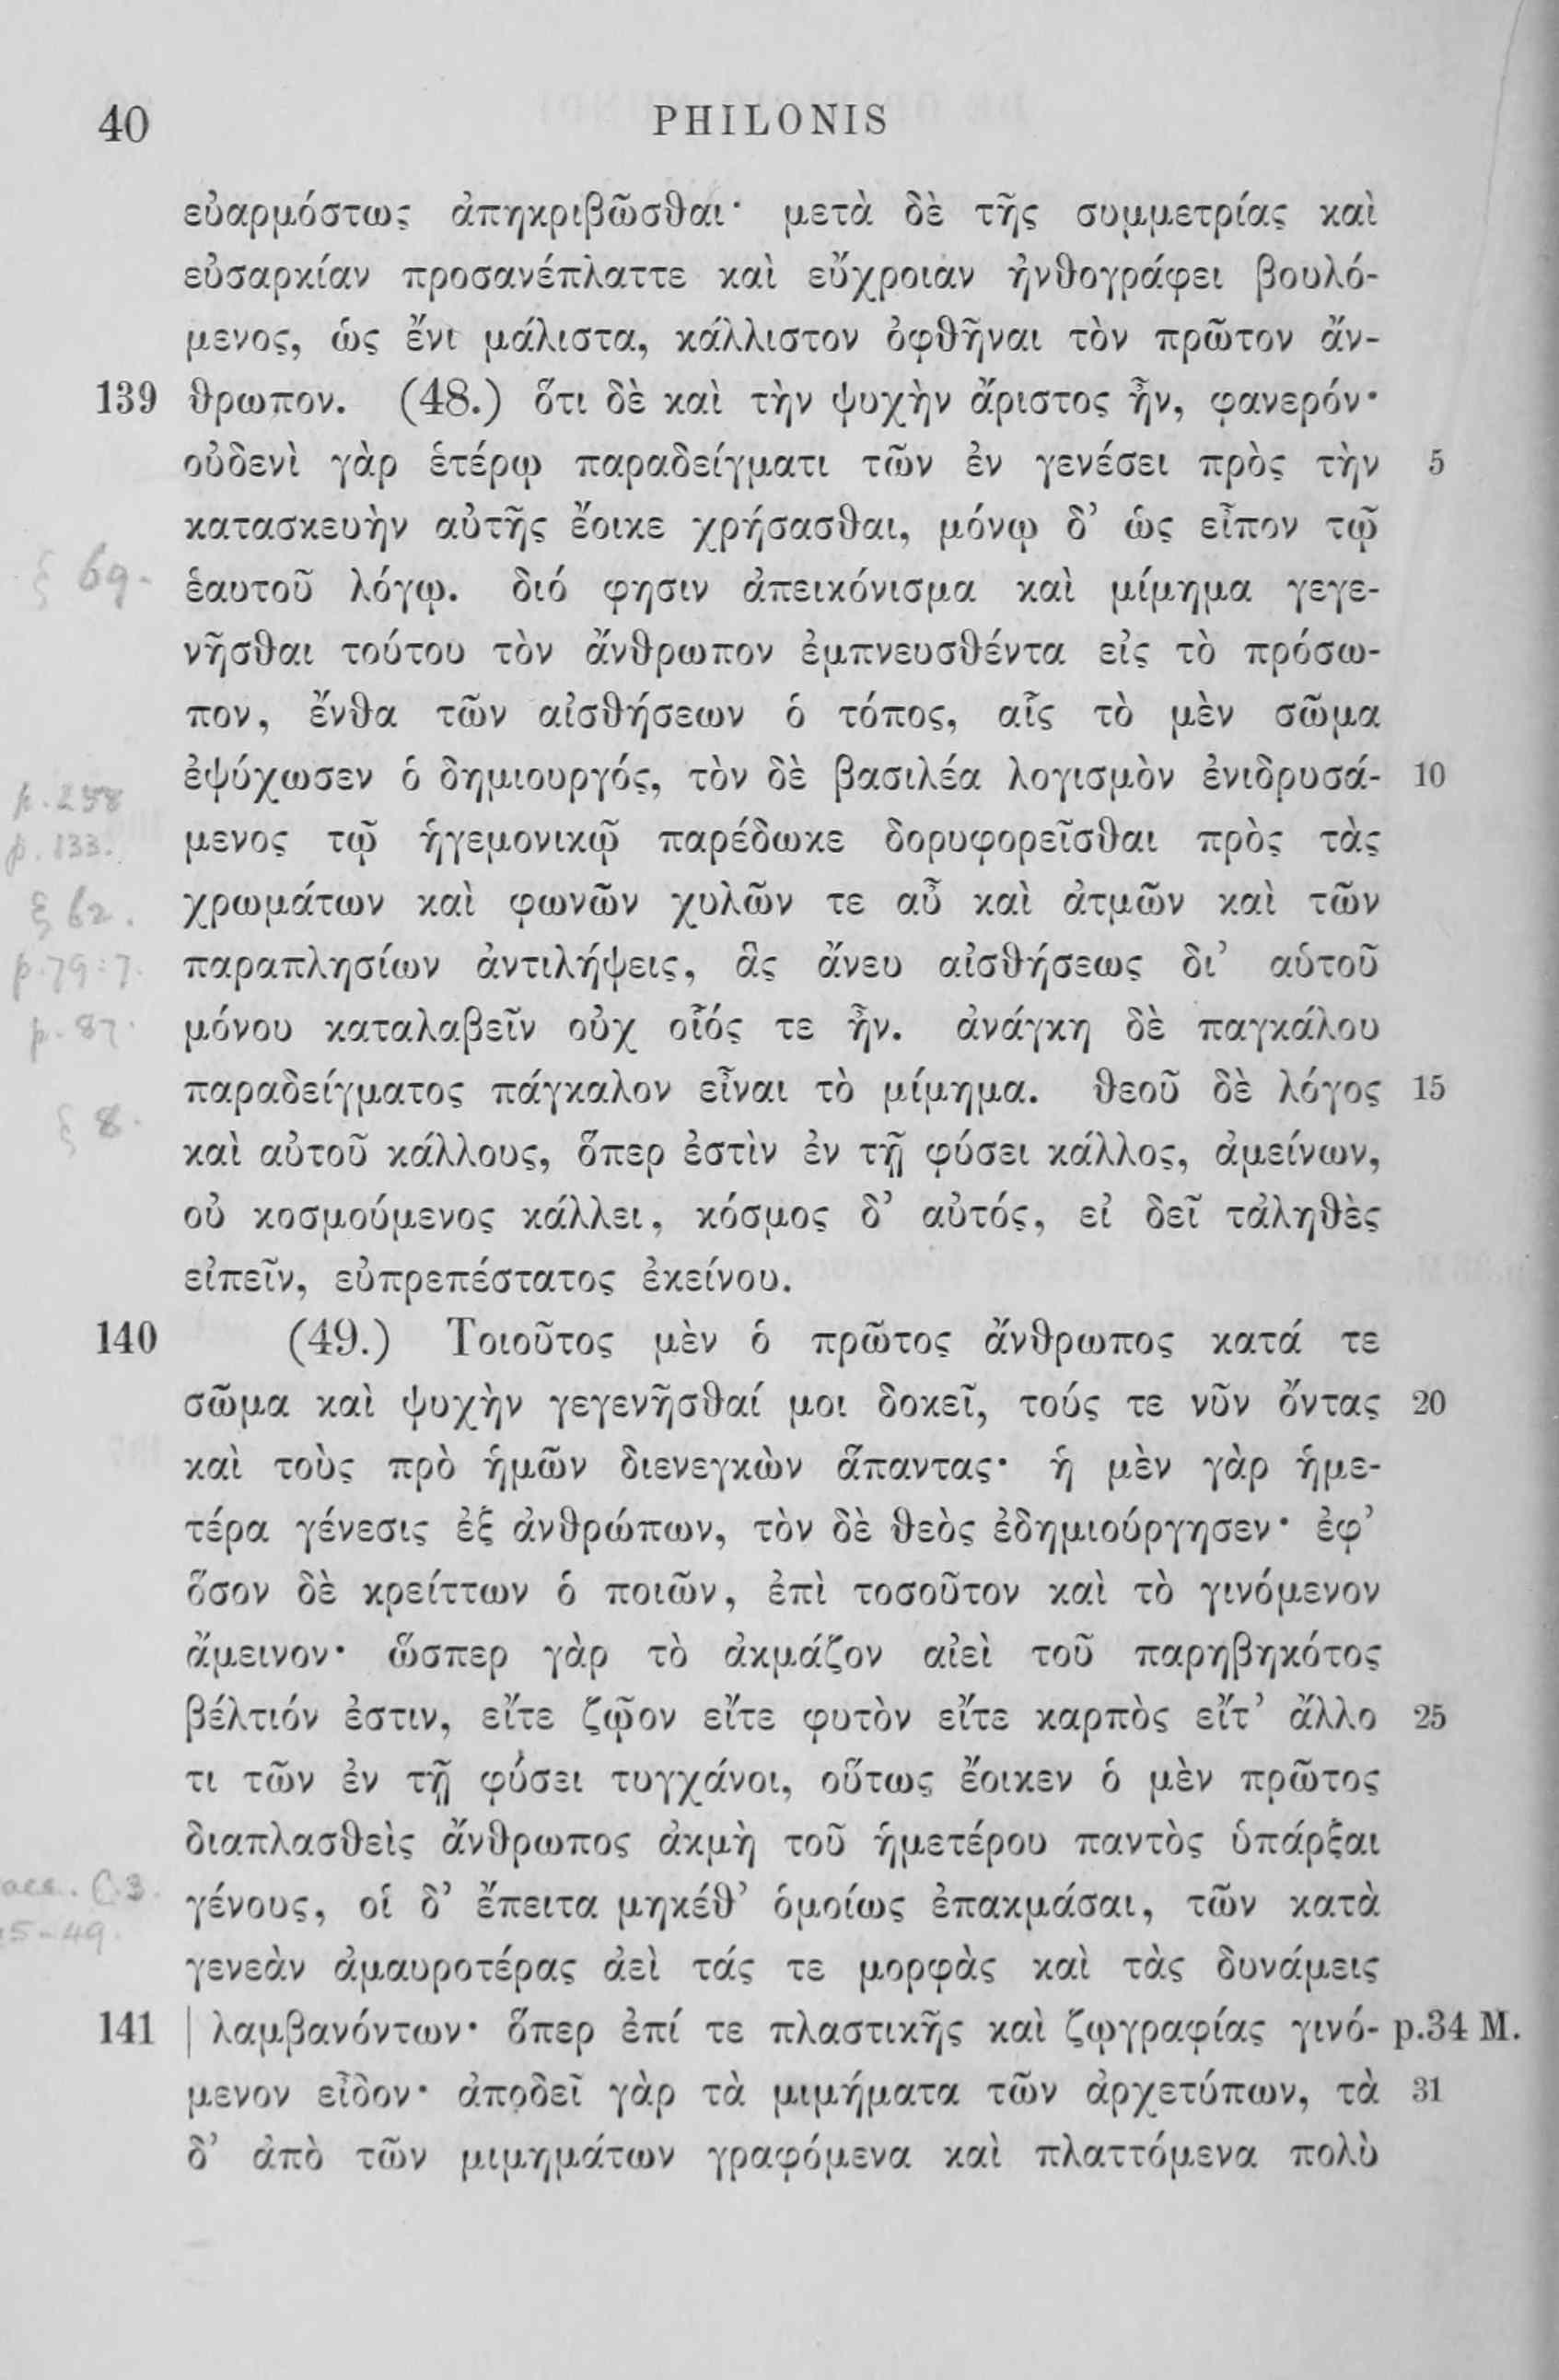 40 PHILONIS
εὐαρμόστως ἀπηκριβῶσθαι· μετὰ δὲ τῆς συμμετρίας καὶ
εὐσαρκίαν προσανέπλαττε καὶ εὔχροιαν ἠνθογράφει βουλό-
μενος, ὡς ἔνι μάλιστα, κάλλιστον ὀφθῆναι τὸν πρῶτον ἄν-
139 θρωπον. (48.) ὅτι δὲ καὶ τὴν ψυχὴν ἄριστος ἦν, φανερόν·
οὐδενὶ γὰρ ἑτέρῳ παραδείγματι τῶν ἐν γενέσει πρὸς τὴν 5
κατασκευὴν αὐτῆς ἔοικε χρήσασθαι, μόνῳ δ’ ὡς εἶπον τῷ
§ 69. ἑαυτοῦ λόγῳ. διό φησιν ἀπεικόνισμα καὶ μίμημα γεγε-
νῆσθαι τούτου τὸν ἄνθρωπον ἐμπνευσθέντα εἰς τὸ πρόσω-
πον, ἔνθα τῶν αἰσθήσεων ὁ τόπος, αἷς τὸ μὲν σῶμα
p. 258 ἐψύχωσεν ὁ δημιουργός, τὸν δὲ βασιλέα λογισμὸν ἐνιδρυσά- 10
p. 133. μενος τῷ ἡγεμονικῷ παρέδωκε δορυφορεῖσθαι πρὸς τὰς
§ 62. χρωμάτων καὶ φωνῶν χυλῶν τε αὖ καὶ ἀτμῶν καὶ τῶν
p. 79:7. παραπλησίων ἀντιλήψεις, ἃς ἄνευ αἰσθήσεως δι’ αὑτοῦ
p. 87. μόνου καταλαβεῖν οὐχ οἷός τε ἦν. ἀνάγκη δὲ παγκάλου
παραδείγματος πάγκαλον εἶναι τὸ μίμημα. θεοῦ δὲ λόγος 15
§ 8. καὶ αὐτοῦ κάλλους, ὅπερ ἐστὶν ἐν τῇ φύσει κάλλος, ἀμείνων,
οὐ κοσμούμενος κάλλει, κόσμος δ’ αὐτός, εἰ δεῖ τἀληθὲς
εἰπεῖν, εὐπρεπέστατος ἐκείνου.
140 (49.) Τοιοῦτος μὲν ὁ πρῶτος ἄνθρωπος κατά τε
σῶμα καὶ ψυχὴν γεγενῆσθαί μοι δοκεῖ, τούς τε νῦν ὄντας 20
καὶ τοὺς πρὸ ἡμῶν διενεγκὼν ἅπαντας· ἡ μὲν γὰρ ἡμε-
τέρα γένεσις ἐξ ἀνθρώπων, τὸν δὲ θεὸς ἐδημιούργησεν· ἐφ’
ὅσον δὲ κρείττων ὁ ποιῶν, ἐπὶ τοσοῦτον καὶ τὸ γινόμενον
ἄμεινον· ὥσπερ γὰρ τὸ ἀκμάζον αἰεὶ τοῦ παρηβηκότος
βέλτιόν ἐστιν, εἴτε ζῷον εἴτε φυτὸν εἴτε καρπὸς εἴτ’ ἄλλο 25
τι τῶν ἐν τῇ φύσει τυγχάνοι, οὕτως ἔοικεν ὁ μὲν πρῶτος
διαπλασθεὶς ἄνθρωπος ἀκμὴ τοῦ ἡμετέρου παντὸς ὑπάρξαι
γένους, οἱ δ’ ἔπειτα μηκέθ’ ὁμοίως ἐπακμάσαι, τῶν κατὰ
γενεὰν ἀμαυροτέρας ἀεὶ τάς τε μορφὰς καὶ τὰς δυνάμεις
141 | λαμβανόντων· ὅπερ ἐπί τε πλαστικῆς καὶ ζῳγραφίας γινό- p.34 M.
μενον εἶδον· ἀποδεῖ γὰρ τὰ μιμήματα τῶν ἀρχετύπων, τὰ 31
δ’ ἀπὸ τῶν μιμημάτων γραφόμενα καὶ πλαττόμενα πολὺ